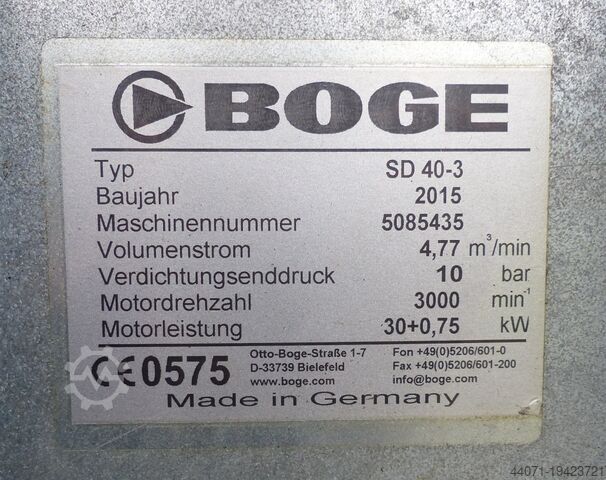 BOGE
Typ SD 40-3
Baujahr 2015
Maschinennummer 5085435
Volumenstrom 4,77 m³/min
Verdichtungsenddruck 10 bar
Motordrehzahl 3000 min⁻¹
Motorleistung 30+0,75 kW
CE 0575
Otto-Boge-Straße 1-7
D-33739 Bielefeld
www.boge.com
Fon +49(0)5206/601-0
Fax +49(0)5206/601-200
info@boge.com
Made in Germany
44071-19423721